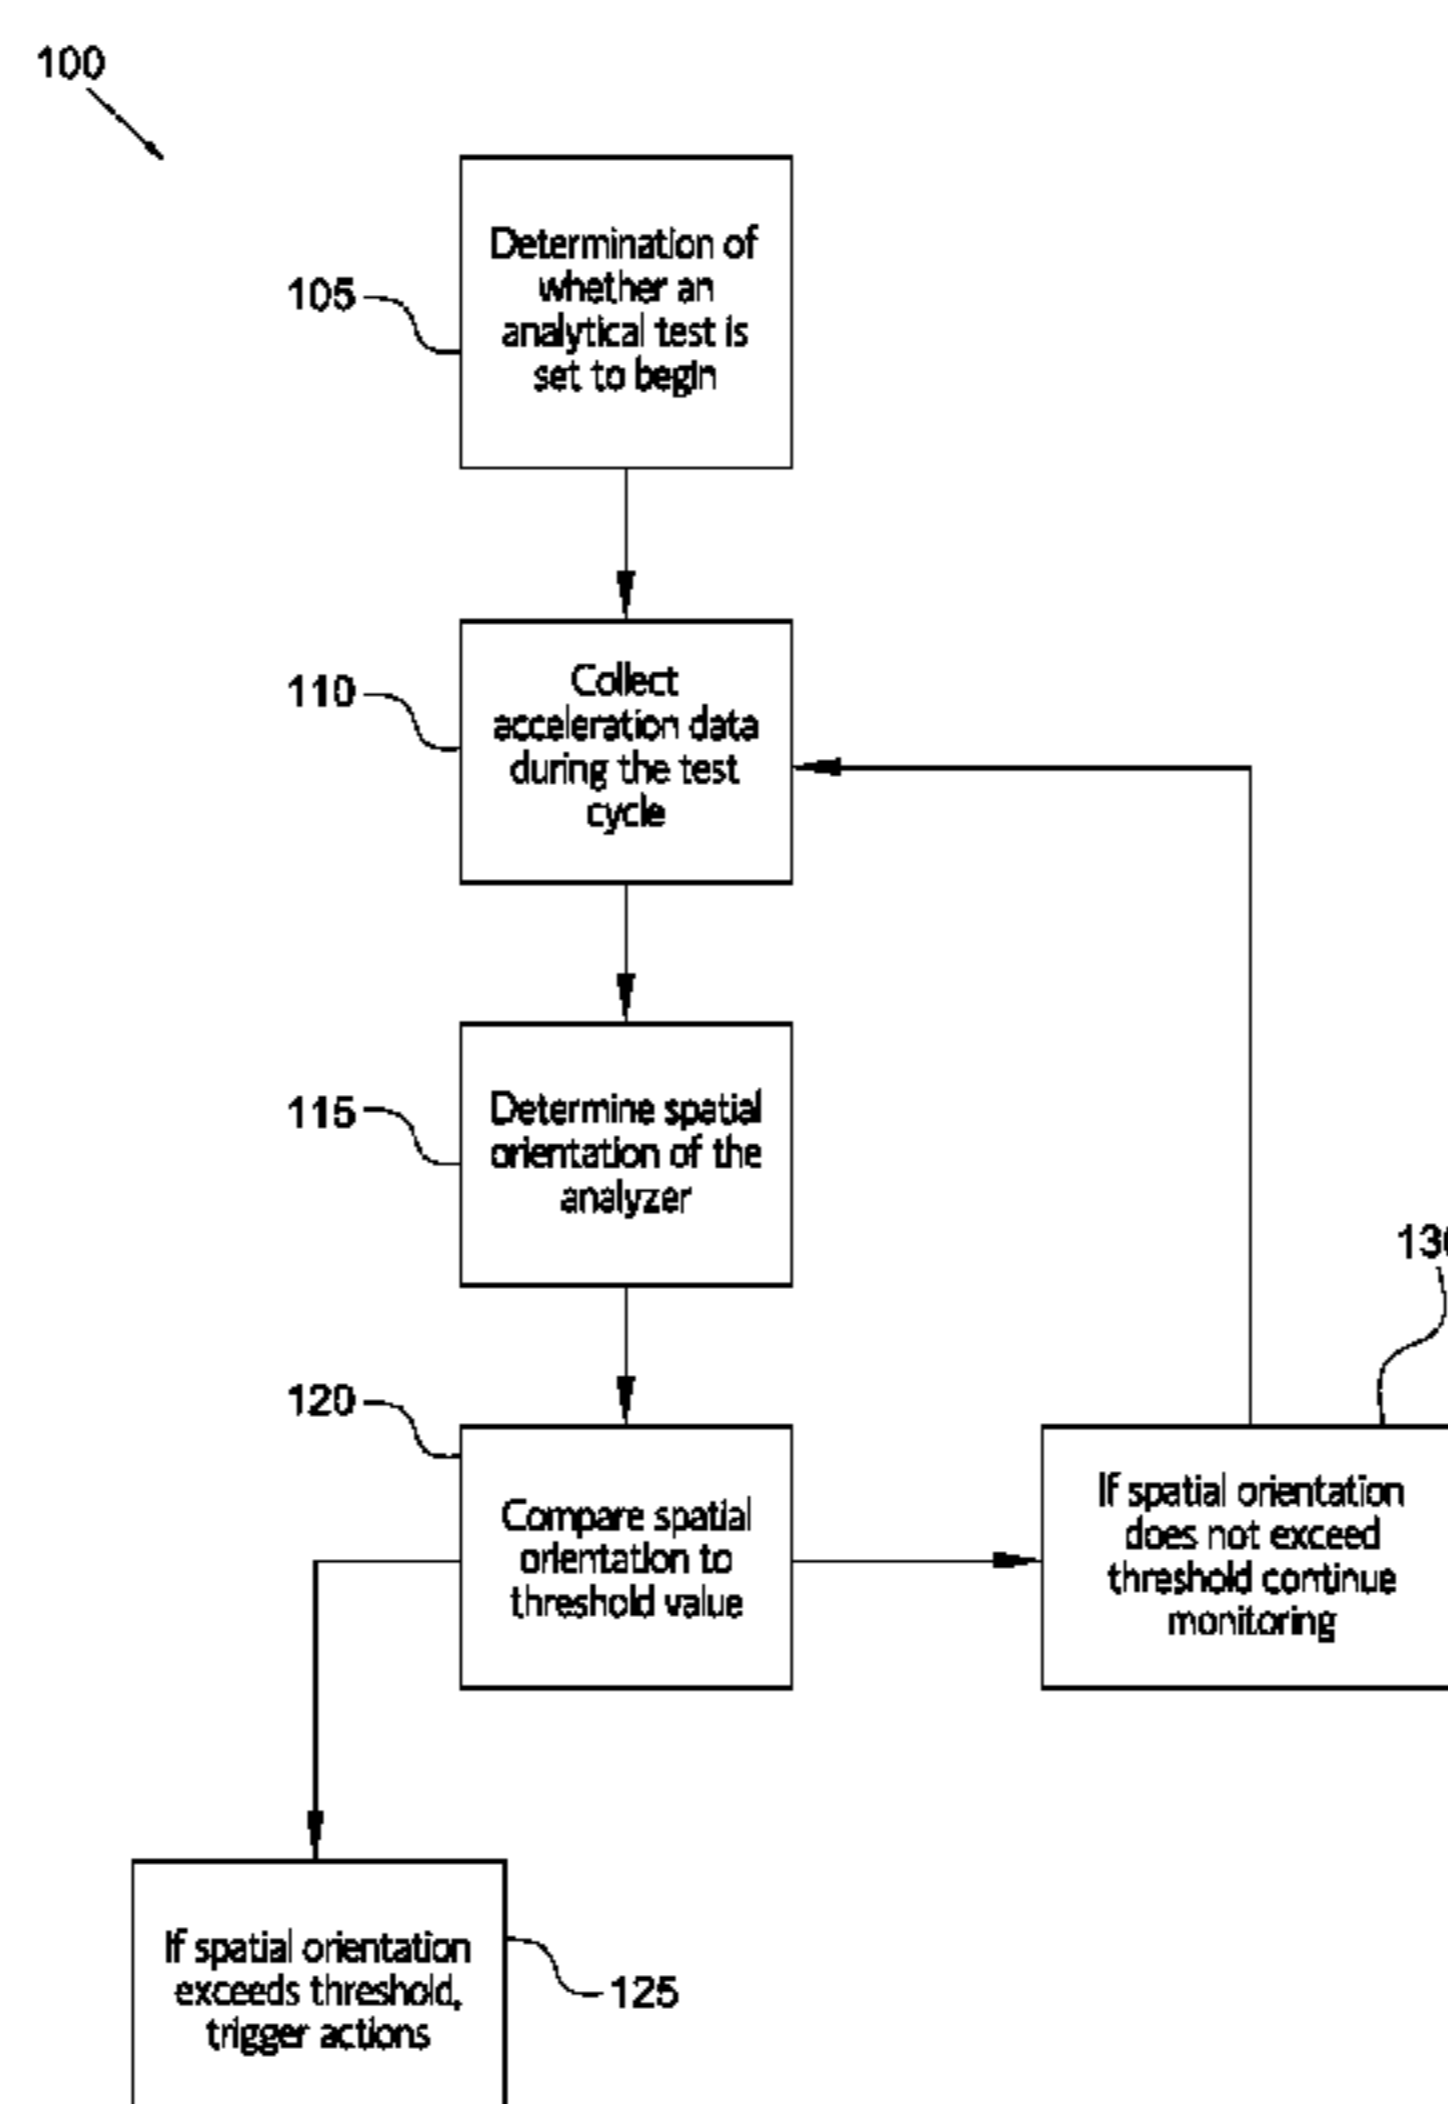 100
Determination of
whether an
analytical test is
set to begin
105
Collect
acceleration data
during the test
cycle
110
Determine spatial
orientation of the
analyzer
115
120
Compare spatial
orientation to
threshold value
If spatial orientation
does not exceed
threshold continue
monitoring
If spatial orientation
exceeds threshold,
trigger actions
125